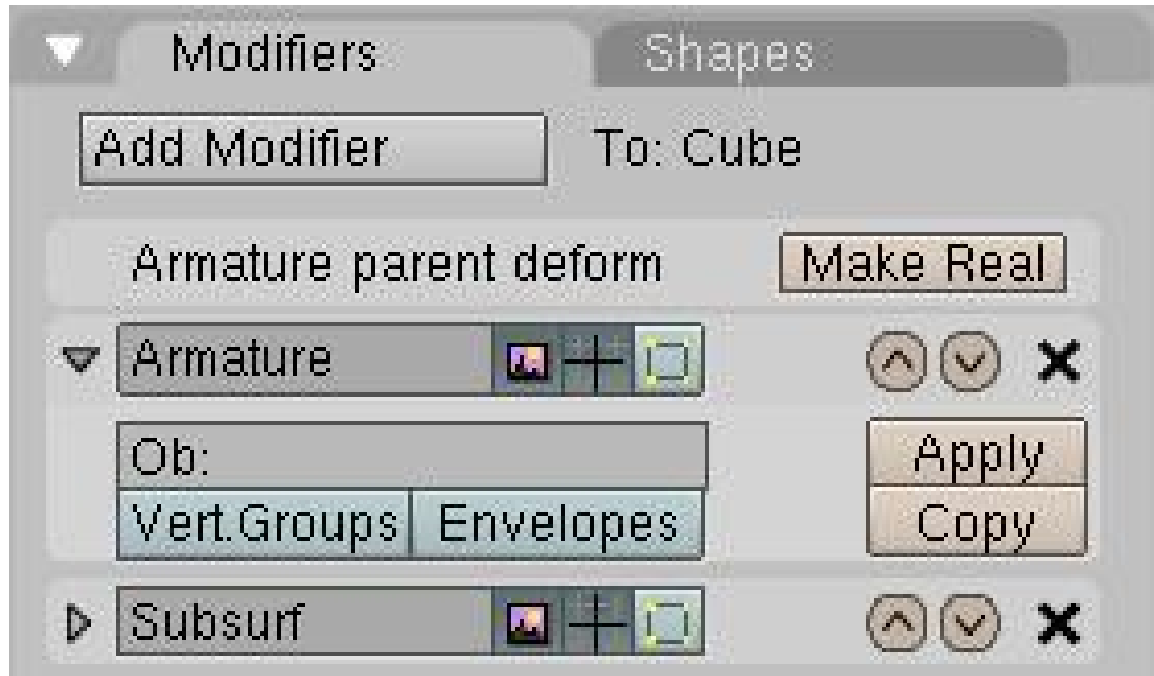 Modifiers Shapes
Add Modifier To: Cube
Armature parent deform Make Real
Armature
Ob: Apply
Vert.Groups Envelopes Copy
Subsurf